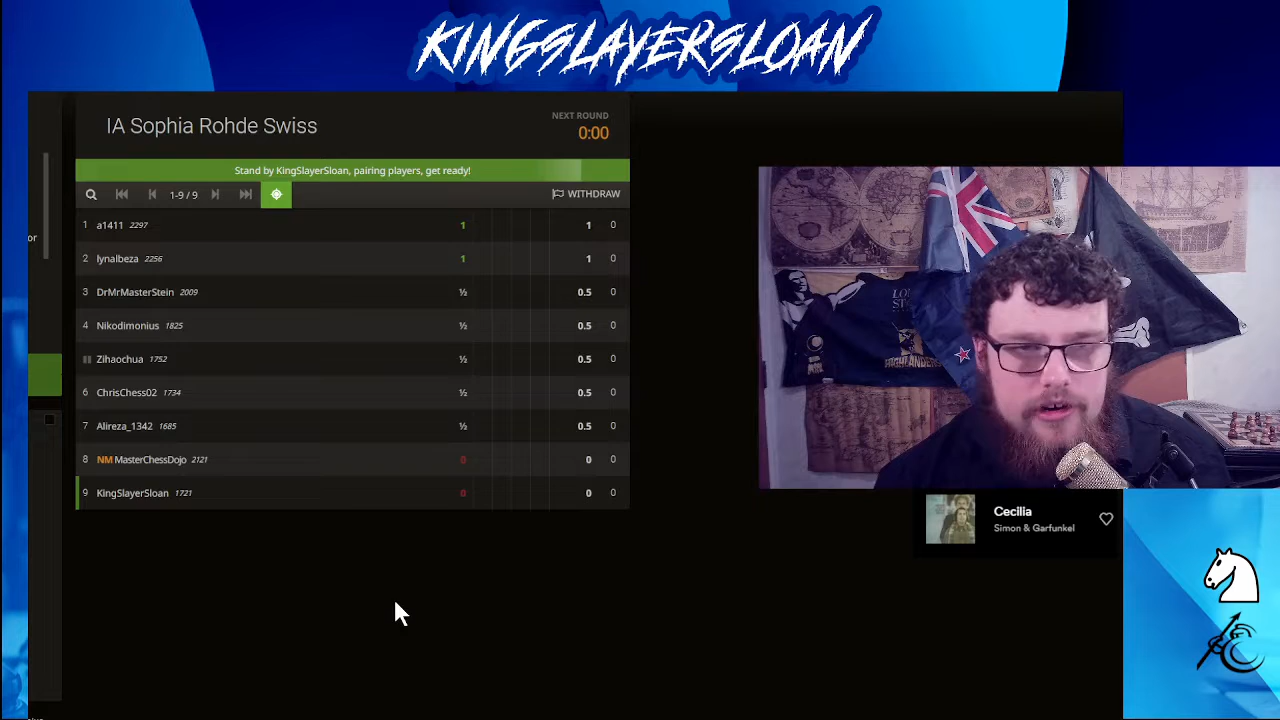 KINGSLAYERSLOAN
IA Sophia Rohde Swiss
NEXT ROUND
0:00
Stand by KingSlayerSloan, pairing players, get ready!
1-9 / 9
WITHDRAW
1 a1411 2297 1 1 0
2 lynalbeza 2256 1 1 0
3 DrMrMasterStein 2009 ½ 0.5 0
4 Nikodimonius 1825 ½ 0.5 0
Zihaochua 1752 ½ 0.5 0
6 ChrisChess02 1734 ½ 0.5 0
7 Alireza_1342 1685 ½ 0.5 0
8 NM MasterChessDojo 2121 0 0 0
9 KingSlayerSloan 1721 0 0 0
or
HIGHLANDERS
Cecilia
Simon & Garfunkel